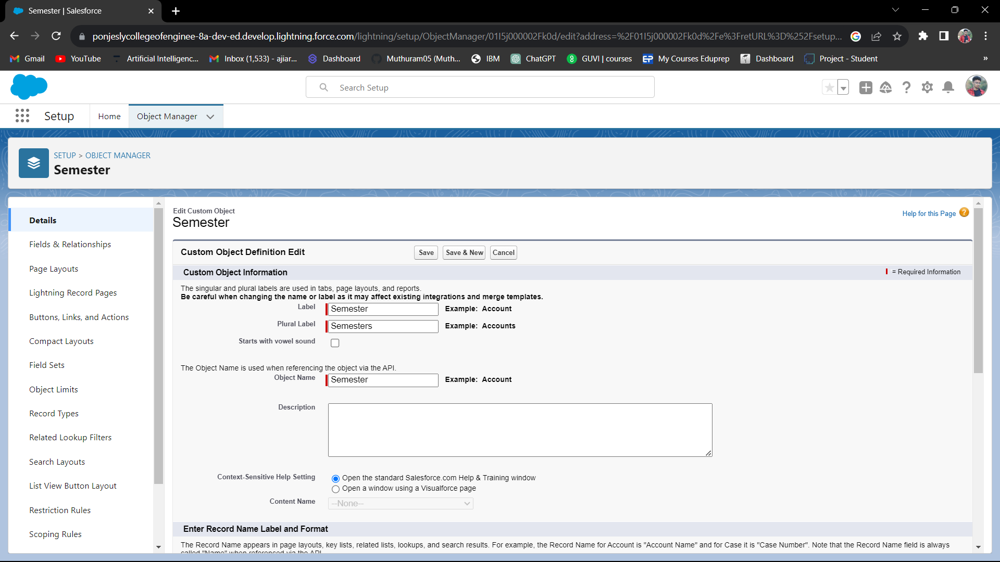 Semester | Salesforce
ponjeslycollegeofenginee-8a-dev-ed.develop.lightning.force.com/lightning/setup/ObjectManager/01I5j000002Fk0d/edit?address=%2F01I5j000002Fk0d%2Fe%3FretURL%3D%252Fsetup...
Gmail YouTube Artificial Intelligenc... Inbox (1,533) - ajiar... Dashboard Muthuram05 (Muth... IBM ChatGPT GUVI | courses My Courses Eduprep Dashboard Project - Student »
Search Setup
Setup Home Object Manager
SETUP > OBJECT MANAGER
Semester
Details
Fields & Relationships
Page Layouts
Lightning Record Pages
Buttons, Links, and Actions
Compact Layouts
Field Sets
Object Limits
Record Types
Related Lookup Filters
Search Layouts
List View Button Layout
Restriction Rules
Scoping Rules
Edit Custom Object
Semester
Help for this Page ?
Custom Object Definition Edit Save Save & New Cancel
Custom Object Information = Required Information
The singular and plural labels are used in tabs, page layouts, and reports.
Be careful when changing the name or label as it may affect existing integrations and merge templates.
Label Semester Example: Account
Plural Label Semesters Example: Accounts
Starts with vowel sound
The Object Name is used when referencing the object via the API.
Object Name Semester Example: Account
Description
Context-Sensitive Help Setting Open the standard Salesforce.com Help & Training window
Open a window using a Visualforce page
Content Name --None--
Enter Record Name Label and Format
The Record Name appears in page layouts, key lists, related lists, lookups, and search results. For example, the Record Name for Account is "Account Name" and for Case it is "Case Number". Note that the Record Name field is always
called "Name" when referenced via the API.